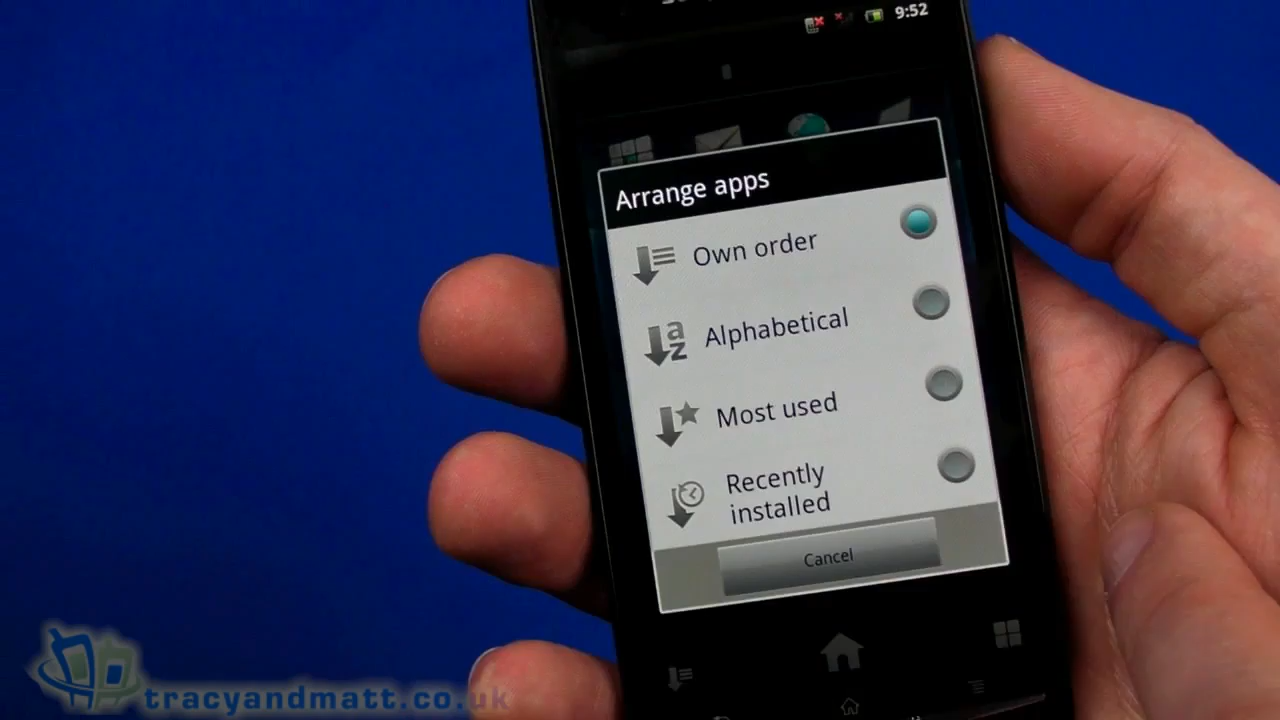 9:52
Arrange apps
Own order
Alphabetical
Most used
Recently
installed
Cancel
tracyandmatt.co.uk